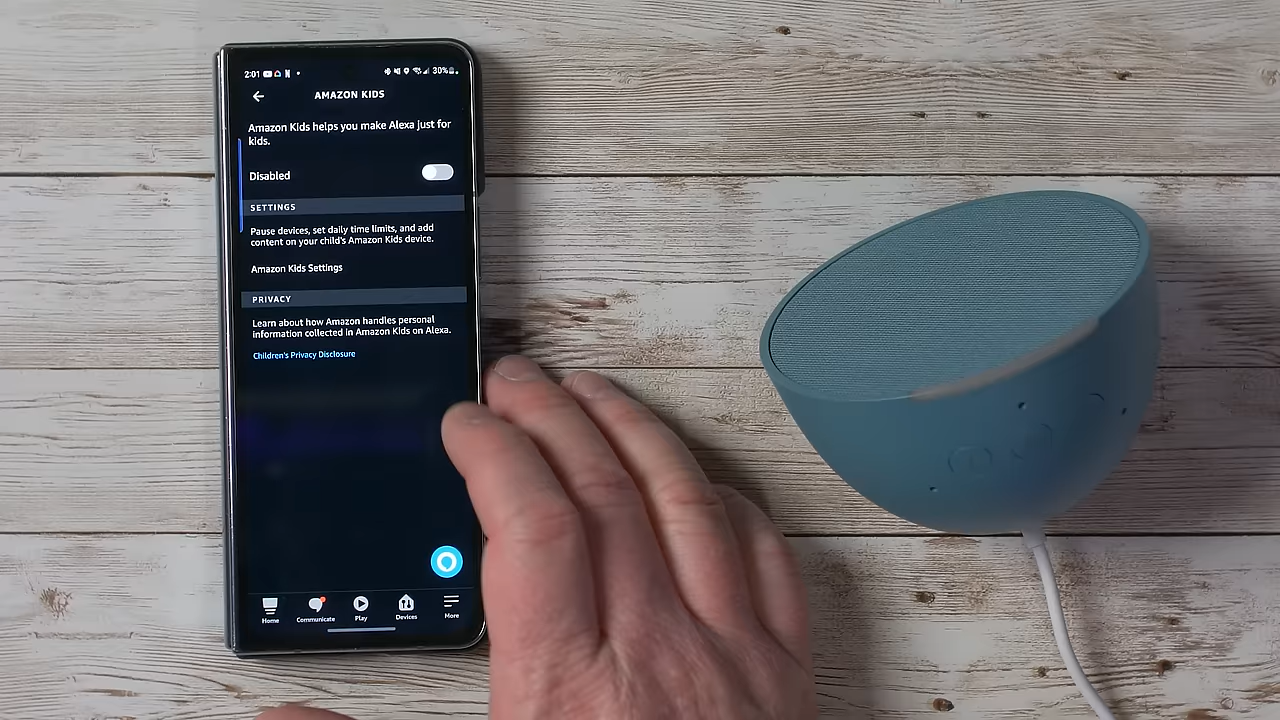 2:01
30%
AMAZON KIDS
Amazon Kids helps you make Alexa just for
kids.
Disabled
SETTINGS
Pause devices, set daily time limits, and add
content on your child's Amazon Kids device.
Amazon Kids Settings
PRIVACY
Learn about how Amazon handles personal
information collected in Amazon Kids on Alexa.
Children's Privacy Disclosure
Home
Communicate
Play
Devices
More